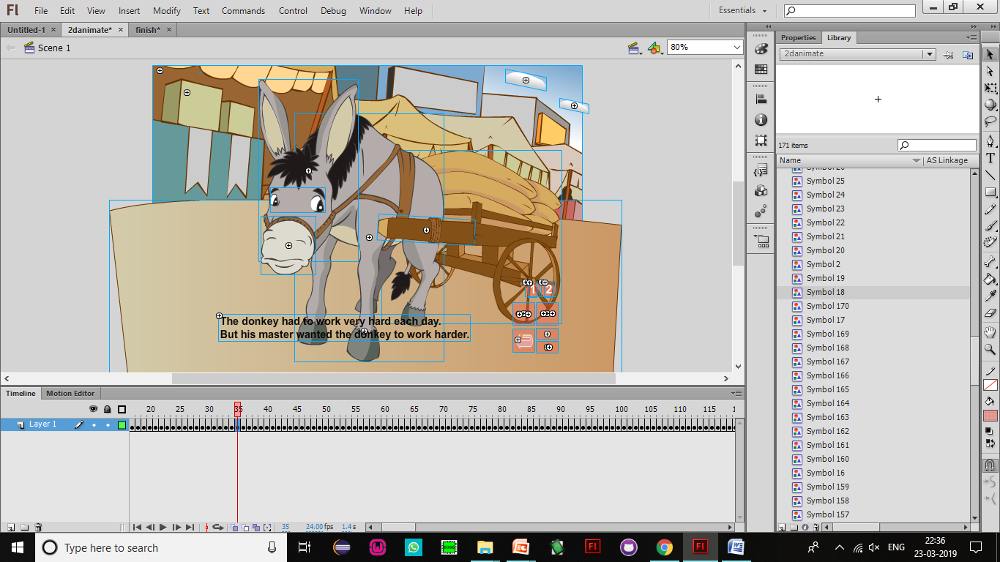 Fl File Edit View Insert Modify Text Commands Control Debug Window Help Essentials
Untitled-1 × 2danimate* × finish* ×
Scene 1 80%
Properties Library
2danimate
171 items
Name AS Linkage
Symbol 25
Symbol 24
Symbol 23
Symbol 22
Symbol 21
Symbol 20
Symbol 2
Symbol 19
Symbol 18
Symbol 170
Symbol 17
Symbol 169
Symbol 168
Symbol 167
Symbol 166
Symbol 165
Symbol 164
Symbol 163
Symbol 162
Symbol 161
Symbol 160
Symbol 16
Symbol 159
Symbol 158
Symbol 157
1 2
The donkey had to work very hard each day.
But his master wanted the donkey to work harder.
Timeline Motion Editor
20 25 30 35 40 45 50 55 60 65 70 75 80 85 90 95 100 105 110 115
Layer 1
35 24.00 fps 1.4 s
Type here to search
ENG
22:36
23-03-2019